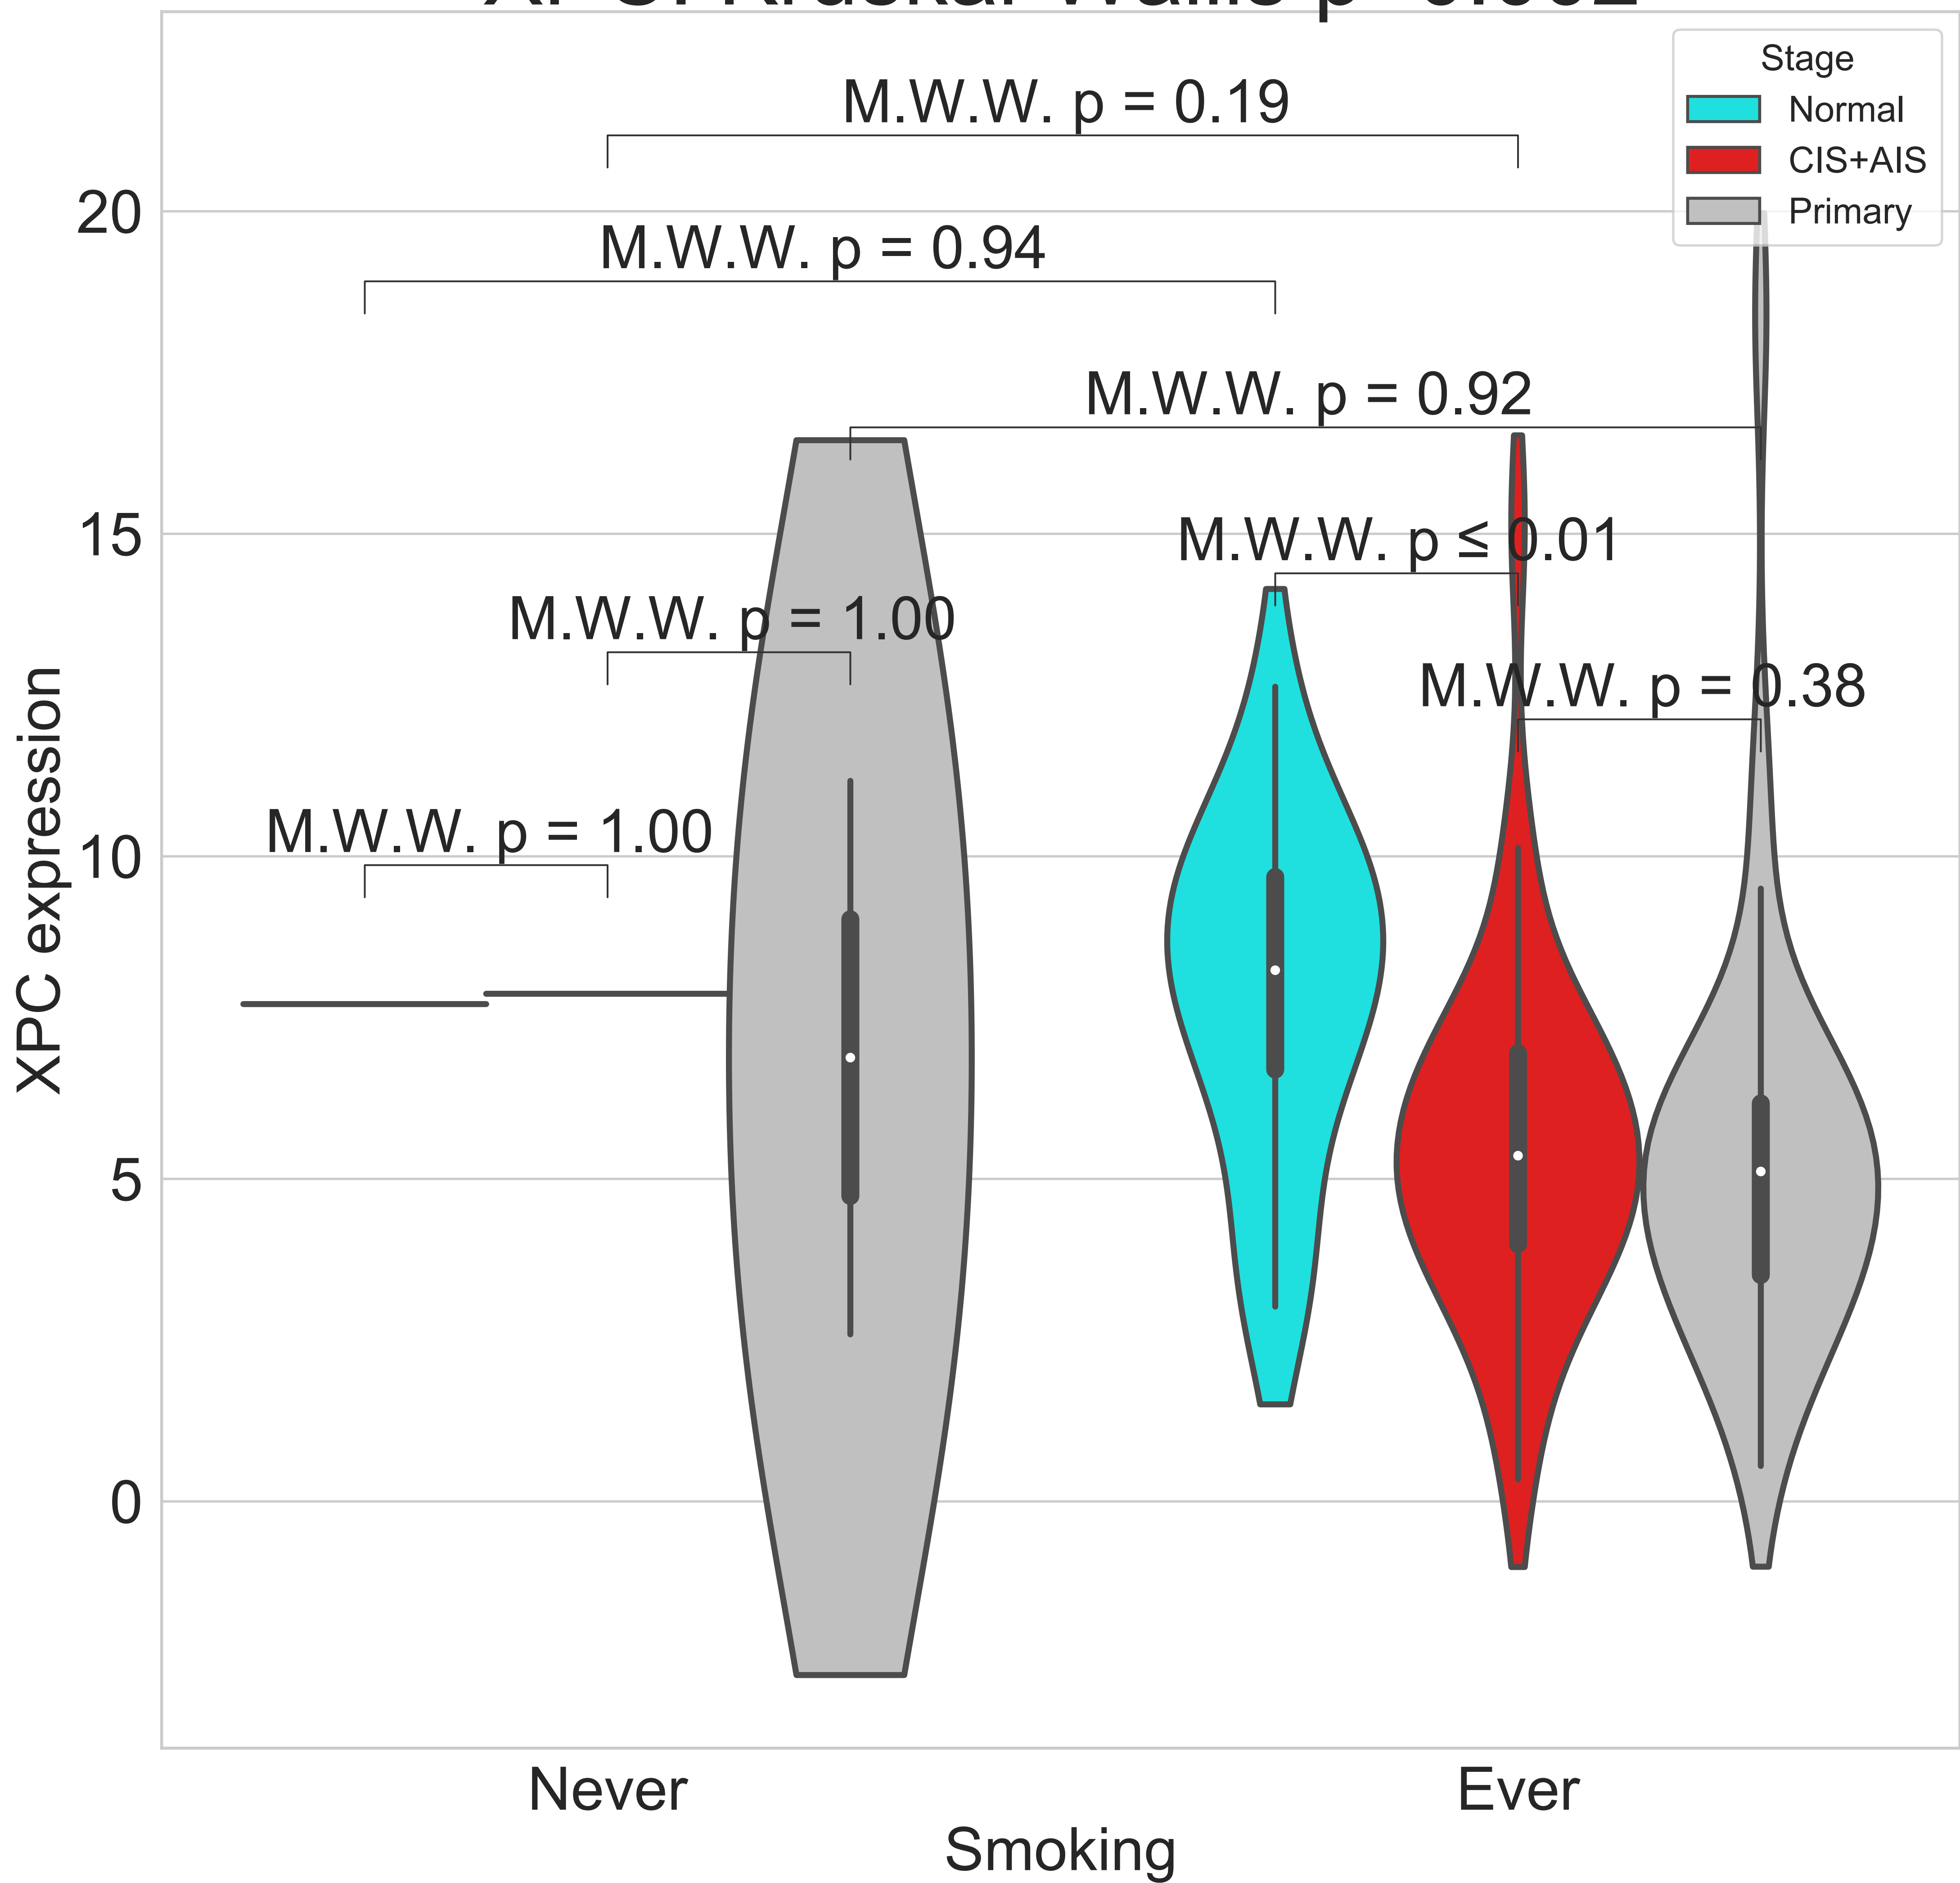 Stage
Normal
CIS+AIS
Primary
M.W.W. p = 0.19
M.W.W. p = 0.94
M.W.W. p = 0.92
M.W.W. p ≤ 0.01
M.W.W. p = 1.00
M.W.W. p = 0.38
M.W.W. p = 1.00
20
15
10
5
0
XPC expression
Never
Ever
Smoking